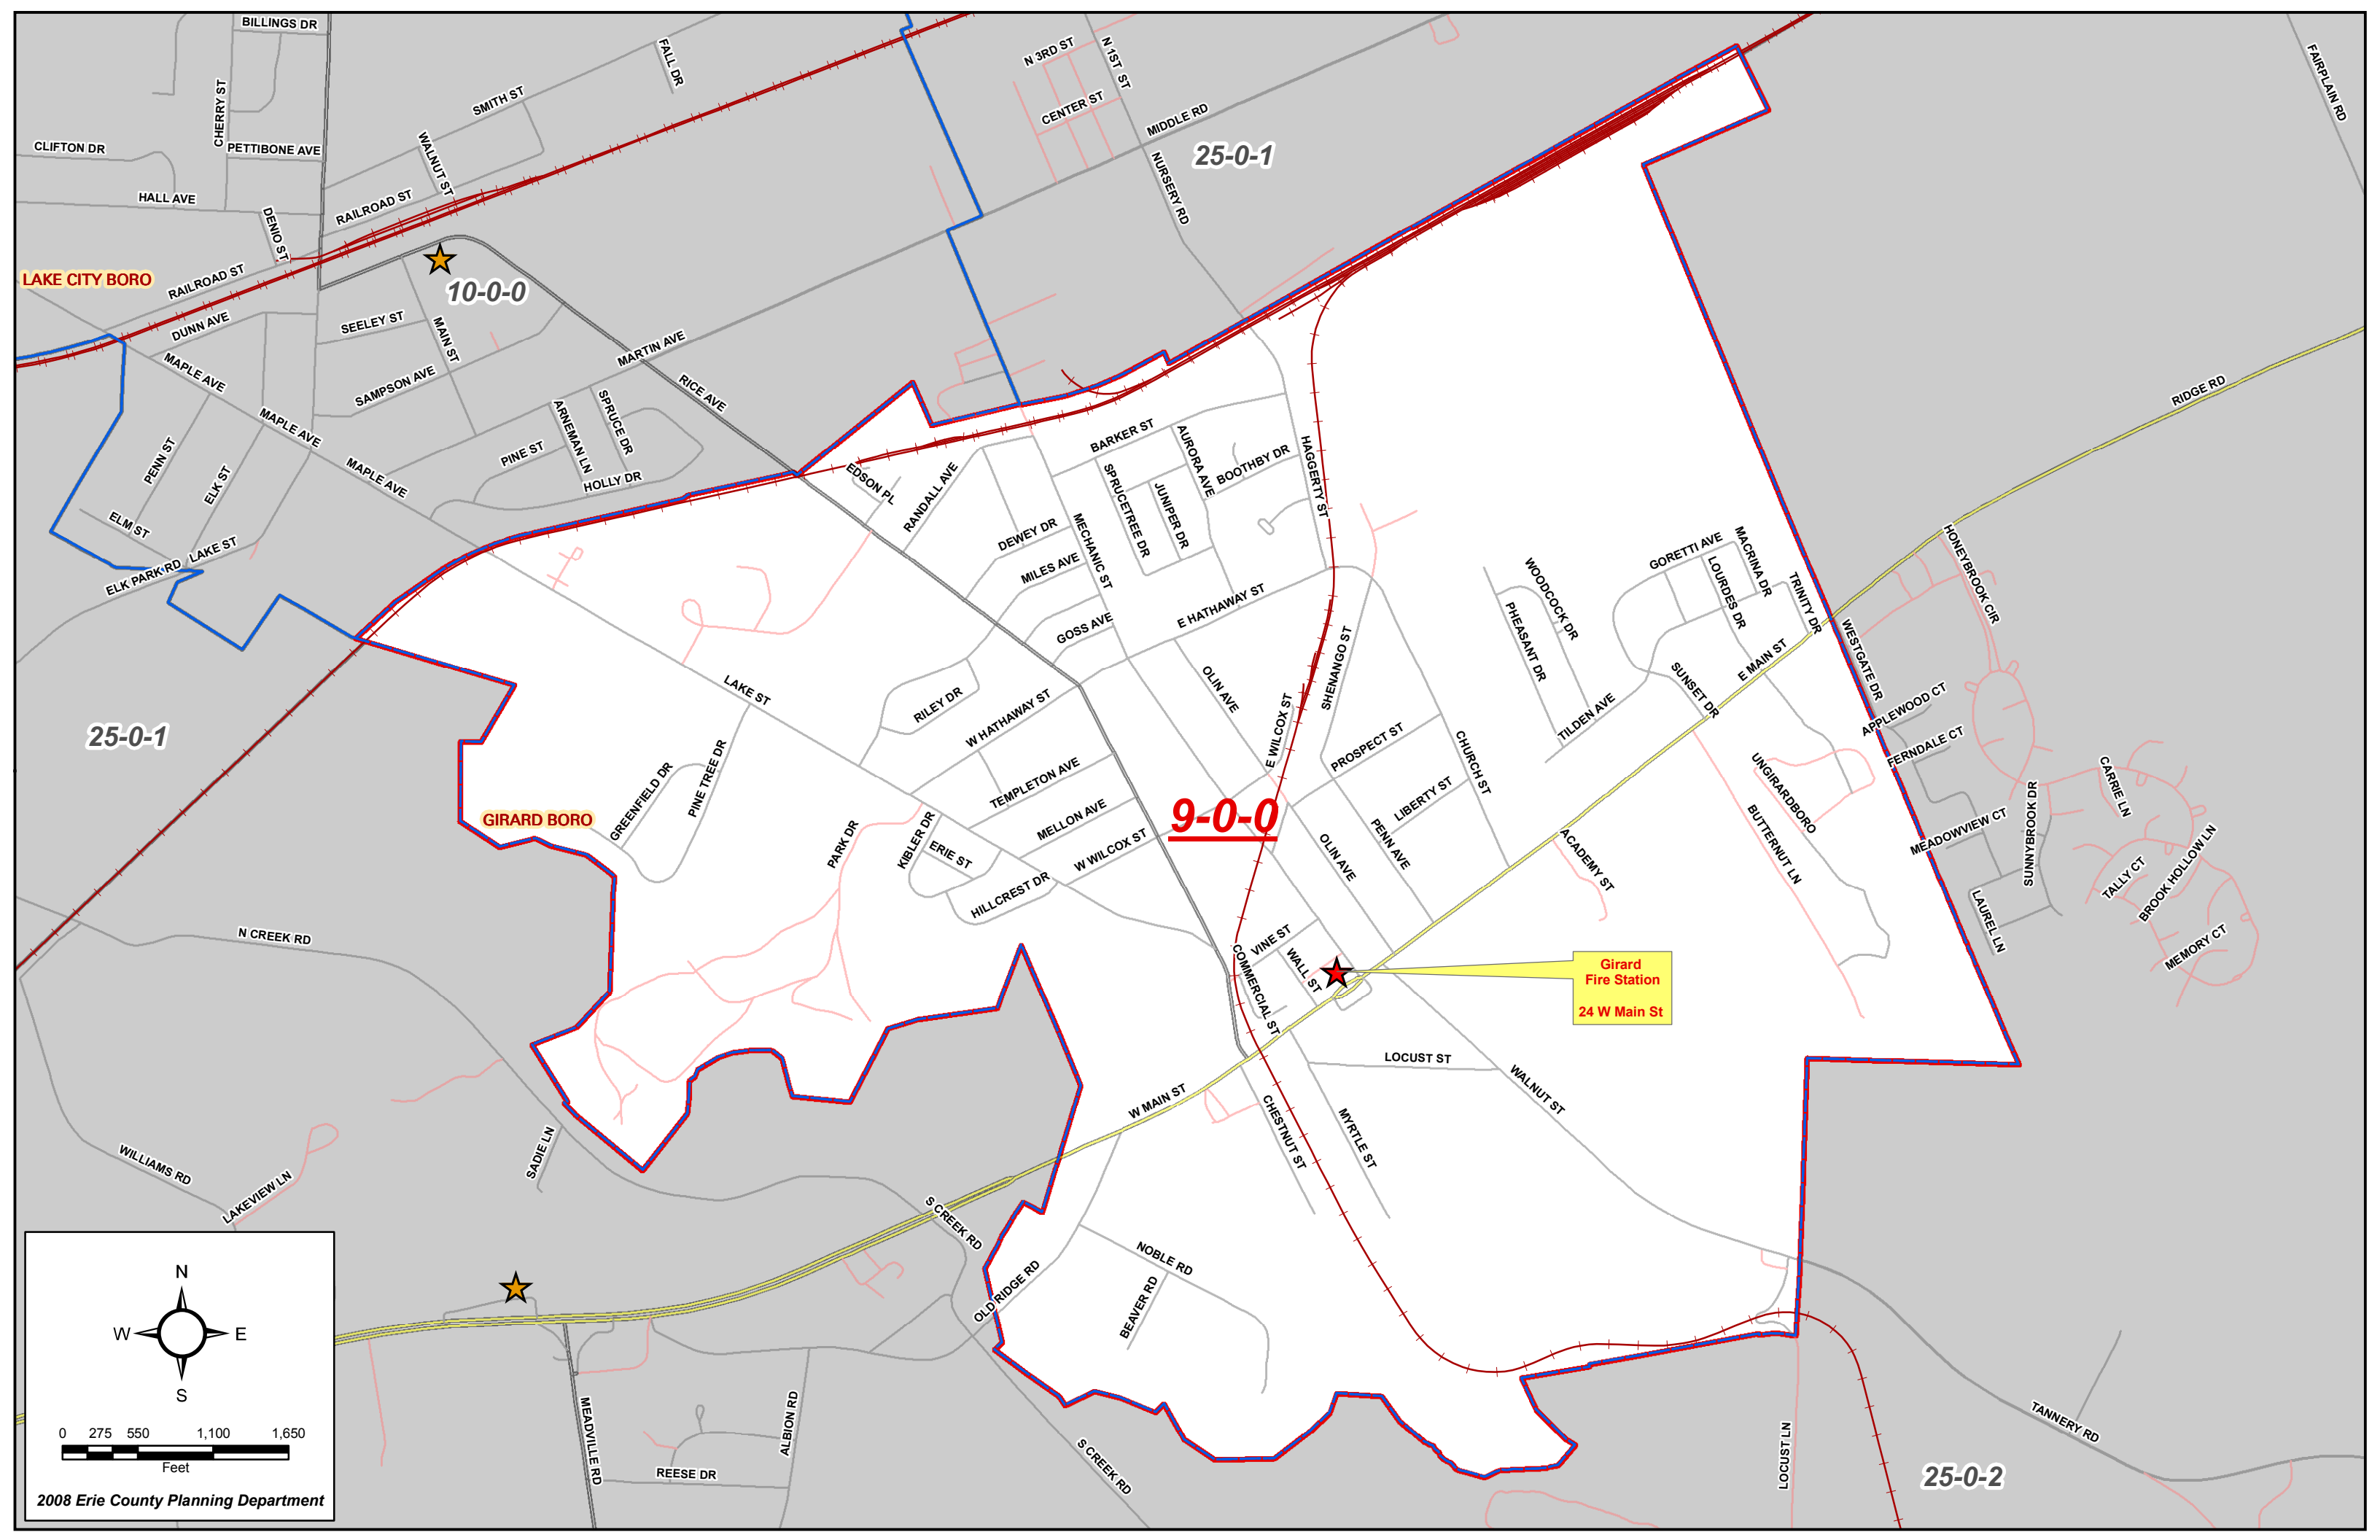 BILLINGS DR
FALL DR
N 3RD ST
N 1ST ST
FAIRPLAIN RD
CHERRY ST
SMITH ST
CENTER ST
MIDDLE RD
CLIFTON DR
PETTIBONE AVE
WALNUT ST
25-0-1
NURSERY RD
HALL AVE
DENIO ST
RAILROAD ST
LAKE CITY BORO
RAILROAD ST
10-0-0
DUNN AVE
SEELEY ST
MAIN ST
MARTIN AVE
MAPLE AVE
SAMPSON AVE
RICE AVE
RIDGE RD
MAPLE AVE
ARNEMAN LN
SPRUCE DR
BARKER ST
AURORA AVE
BOOTHBY DR
HAGGERTY ST
PENN ST
ELK ST
MAPLE AVE
PINE ST
HOLLY DR
EDSON PL
RANDALL AVE
SPRUCETREE DR
JUNIPER DR
ELM ST
LAKE ST
ELK PARK RD
DEWEY DR
MECHANIC ST
MILES AVE
GOSS AVE
E HATHAWAY ST
WOODCOCK DR
PHEASANT DR
GORETTI AVE
MACRINA DR
LOURDES DR
TRINITY DR
HONEYBROOK CIR
WESTGATE DR
25-0-1
LAKE ST
RILEY DR
W HATHAWAY ST
OLIN AVE
SHENANGO ST
E WILCOX ST
SUNSET DR
E MAIN ST
TILDEN AVE
APPLEWOOD CT
FERNDALE CT
GREENFIELD DR
PINE TREE DR
TEMPLETON AVE
PROSPECT ST
CHURCH ST
LIBERTY ST
UNGIRARDBORO
BUTTERNUT LN
CARRIE LN
SUNNYBROOK DR
MEADOWVIEW CT
GIRARD BORO
PARK DR
KIBLER DR
ERIE ST
MELLON AVE
W WILCOX ST
9-0-0
OLIN AVE
PENN AVE
ACADEMY ST
TALLY CT
BROOK HOLLOW LN
HILLCREST DR
LAUREL LN
MEMORY CT
N CREEK RD
VINE ST
WALL ST
COMMERCIAL ST
Girard
Fire Station
24 W Main St
LOCUST ST
WALNUT ST
W MAIN ST
CHESTNUT ST
MYRTLE ST
SADIE LN
WILLIAMS RD
LAKEVIEW LN
S CREEK RD
NOBLE RD
OLD RIDGE RD
BEAVER RD
N
W
E
S
0 275 550 1,100 1,650
Feet
2008 Erie County Planning Department
MEADVILLE RD
ALBION RD
REESE DR
S CREEK RD
LOCUST LN
TANNERY RD
25-0-2